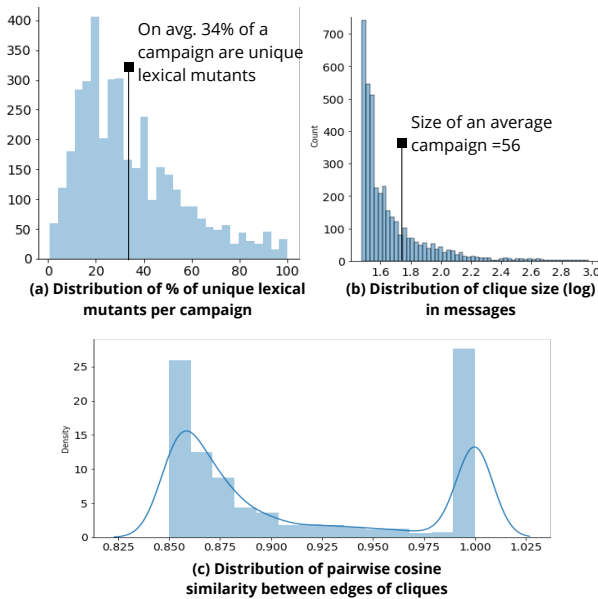 400
350
300
250
200
150
100
50
0
0 20 40 60 80 100
On avg. 34% of a
campaign are unique
lexical mutants
(a) Distribution of % of unique lexical
mutants per campaign
700
600
500
400
300
200
100
0
Count
1.6 1.8 2.0 2.2 2.4 2.6 2.8 3.0
Size of an average
campaign =56
(b) Distribution of clique size (log)
in messages
25
20
15
10
5
0
Density
0.825 0.850 0.875 0.900 0.925 0.950 0.975 1.000 1.025
(c) Distribution of pairwise cosine
similarity between edges of cliques